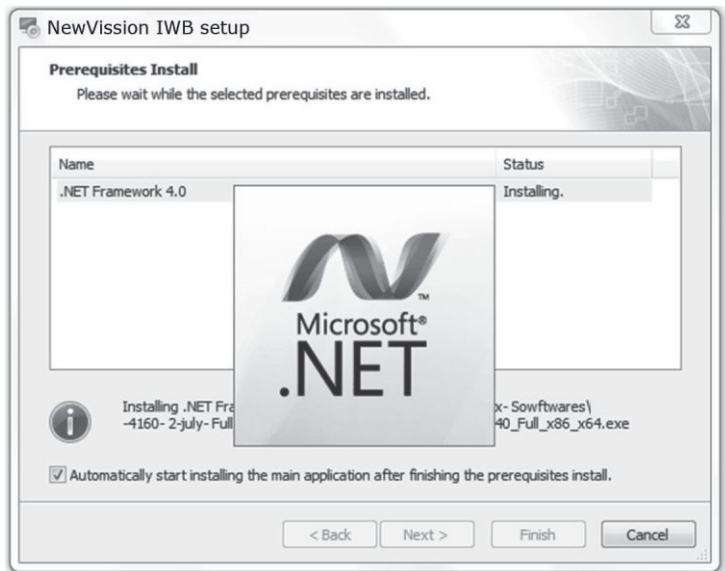 NewVission IWB setup
Prerequisites Install
Please wait while the selected prerequisites are installed.
Name Status
.NET Framework 4.0 Installing.
TM
Microsoft®
.NET
Installing .NET Fra x- Sowftwares\
-4160- 2-july- Full 40_Full_x86_x64.exe
Automatically start installing the main application after finishing the prerequisites install.
< Back Next > Finish Cancel